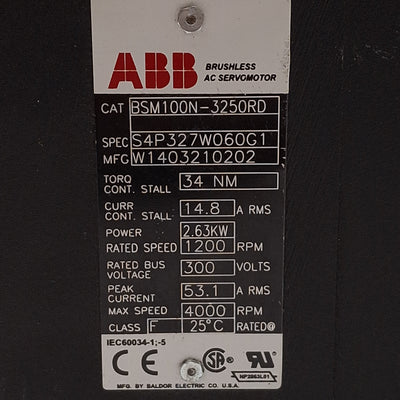 ABB BRUSHLESS
AC SERVOMOTOR
CAT BSM100N-3250RD
SPEC S4P327W060G1
MFG W1403210202
TORQ
CONT. STALL 34 NM
CURR
CONT. STALL 14.8 A RMS
POWER 2.63KW
RATED SPEED 1200 RPM
RATED BUS
VOLTAGE 300 VOLTS
PEAK
CURRENT 53.1 A RMS
MAX SPEED 4000 RPM
CLASS F 25°C RATED@
IEC60034-1;-5
CE SA RU
MFG. BY BALDOR ELECTRIC CO. U.S.A.